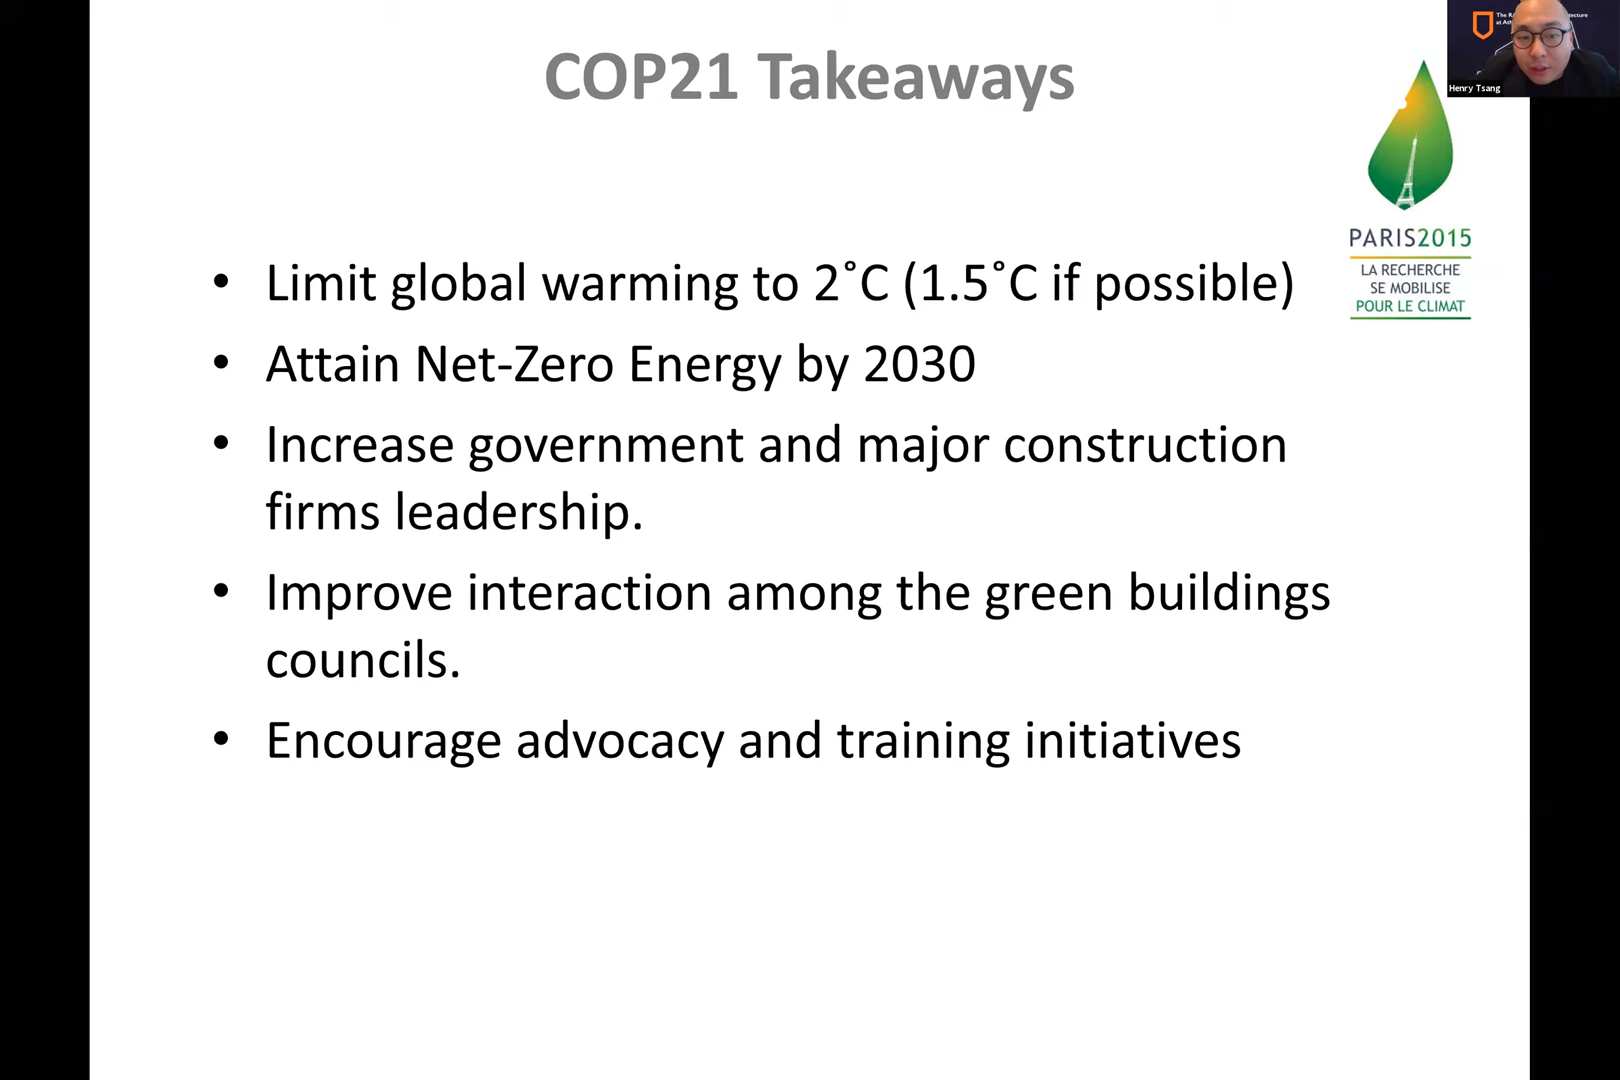 COP21 Takeaways
The
at
Henry Tsang
PARIS2015
LA RECHERCHE
SE MOBILISE
POUR LE CLIMAT
• Limit global warming to 2˚C (1.5˚C if possible)
• Attain Net-Zero Energy by 2030
• Increase government and major construction
firms leadership.
• Improve interaction among the green buildings
councils.
• Encourage advocacy and training initiatives